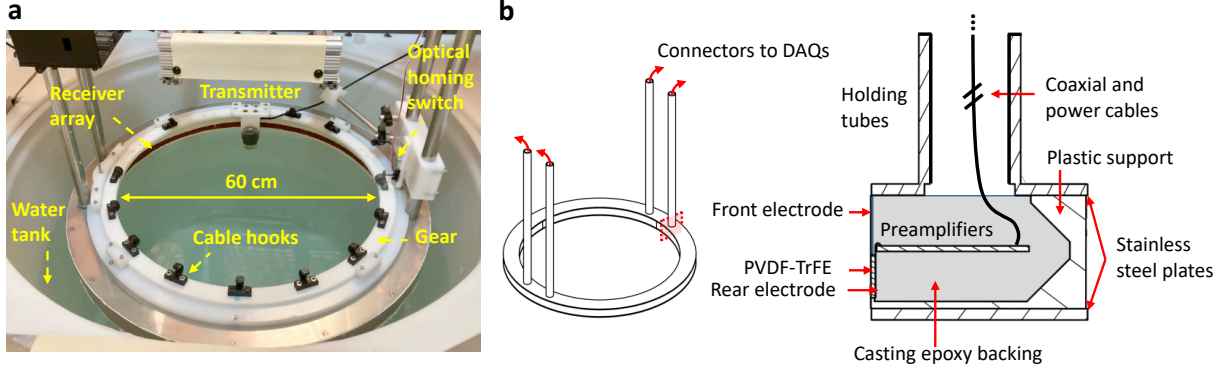 a
Receiver
array
Transmitter
Optical
homing
switch
60 cm
Water
tank
Cable hooks
Gear
b
Connectors to DAQs
Holding
tubes
Coaxial and
power cables
Plastic support
Front electrode
Preamplifiers
PVDF-TrFE
Rear electrode
Stainless
steel plates
Casting epoxy backing